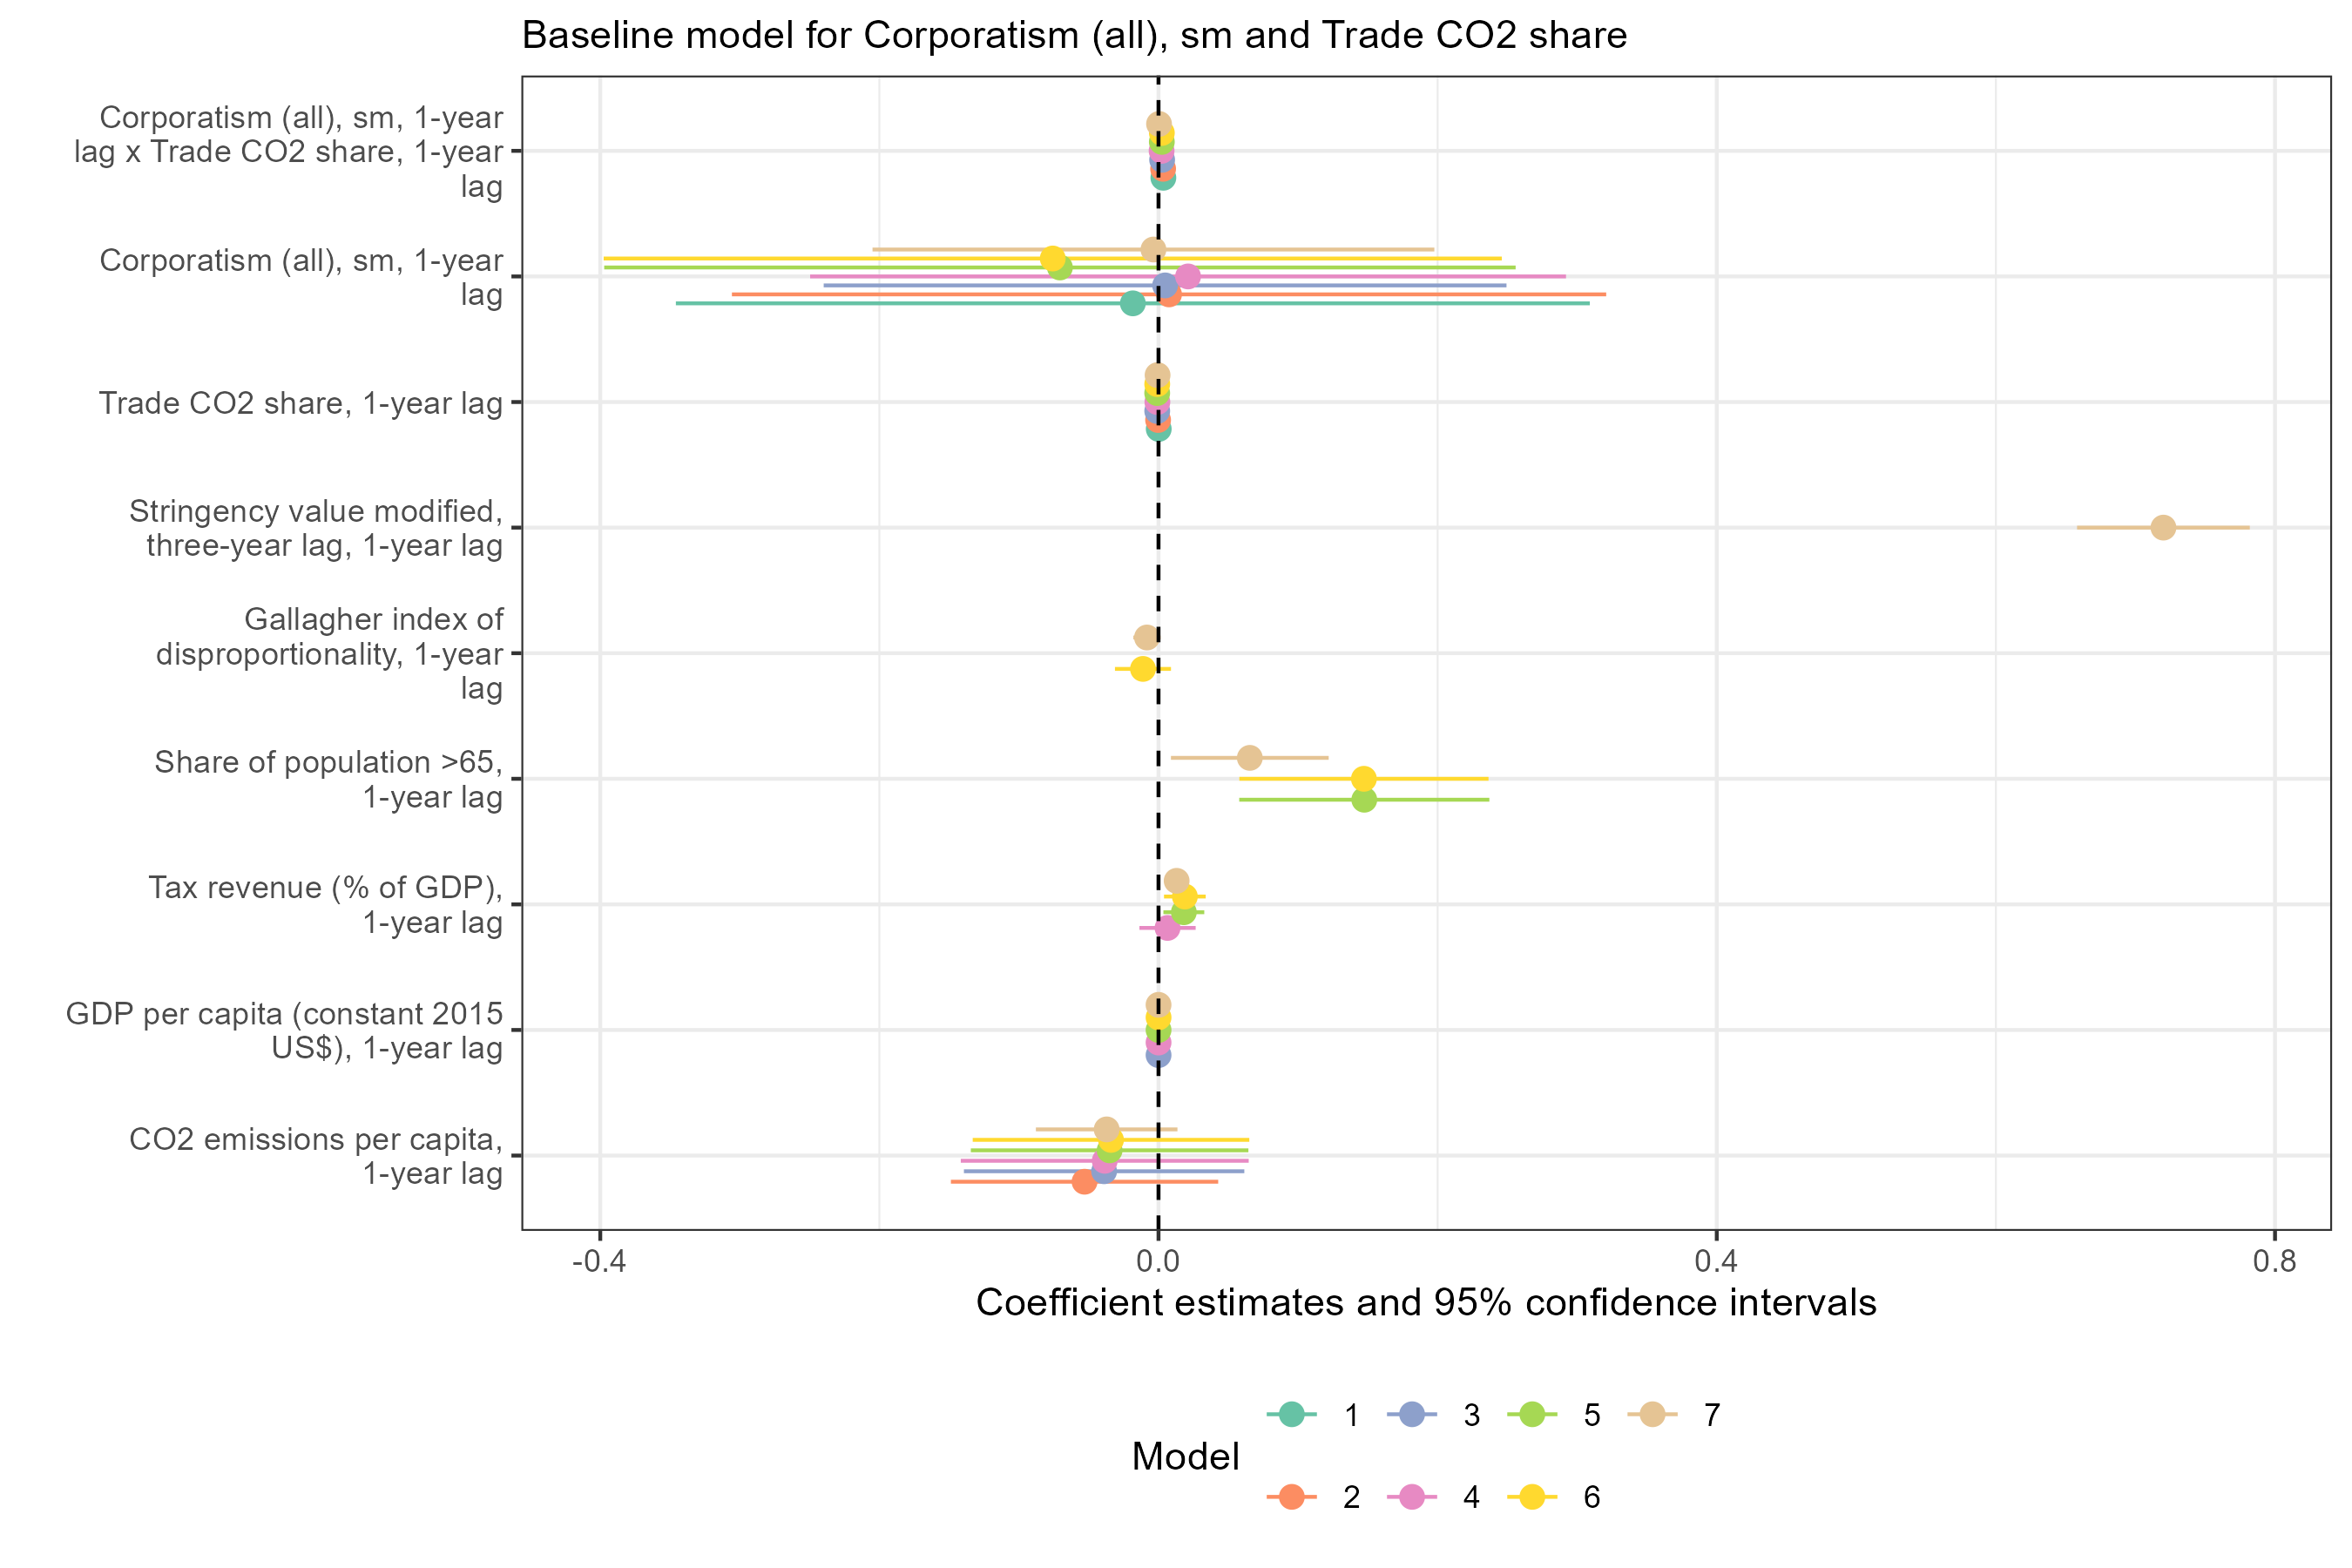 Baseline model for Corporatism (all), sm and Trade CO2 share
Corporatism (all), sm, 1-year
lag x Trade CO2 share, 1-year
lag
Corporatism (all), sm, 1-year
lag
Trade CO2 share, 1-year lag
Stringency value modified,
three-year lag, 1-year lag
Gallagher index of
disproportionality, 1-year
lag
Share of population >65,
1-year lag
Tax revenue (% of GDP),
1-year lag
GDP per capita (constant 2015
US$), 1-year lag
CO2 emissions per capita,
1-year lag
-0.4 0.0 0.4 0.8
Coefficient estimates and 95% confidence intervals
Model
1 3 5 7
2 4 6